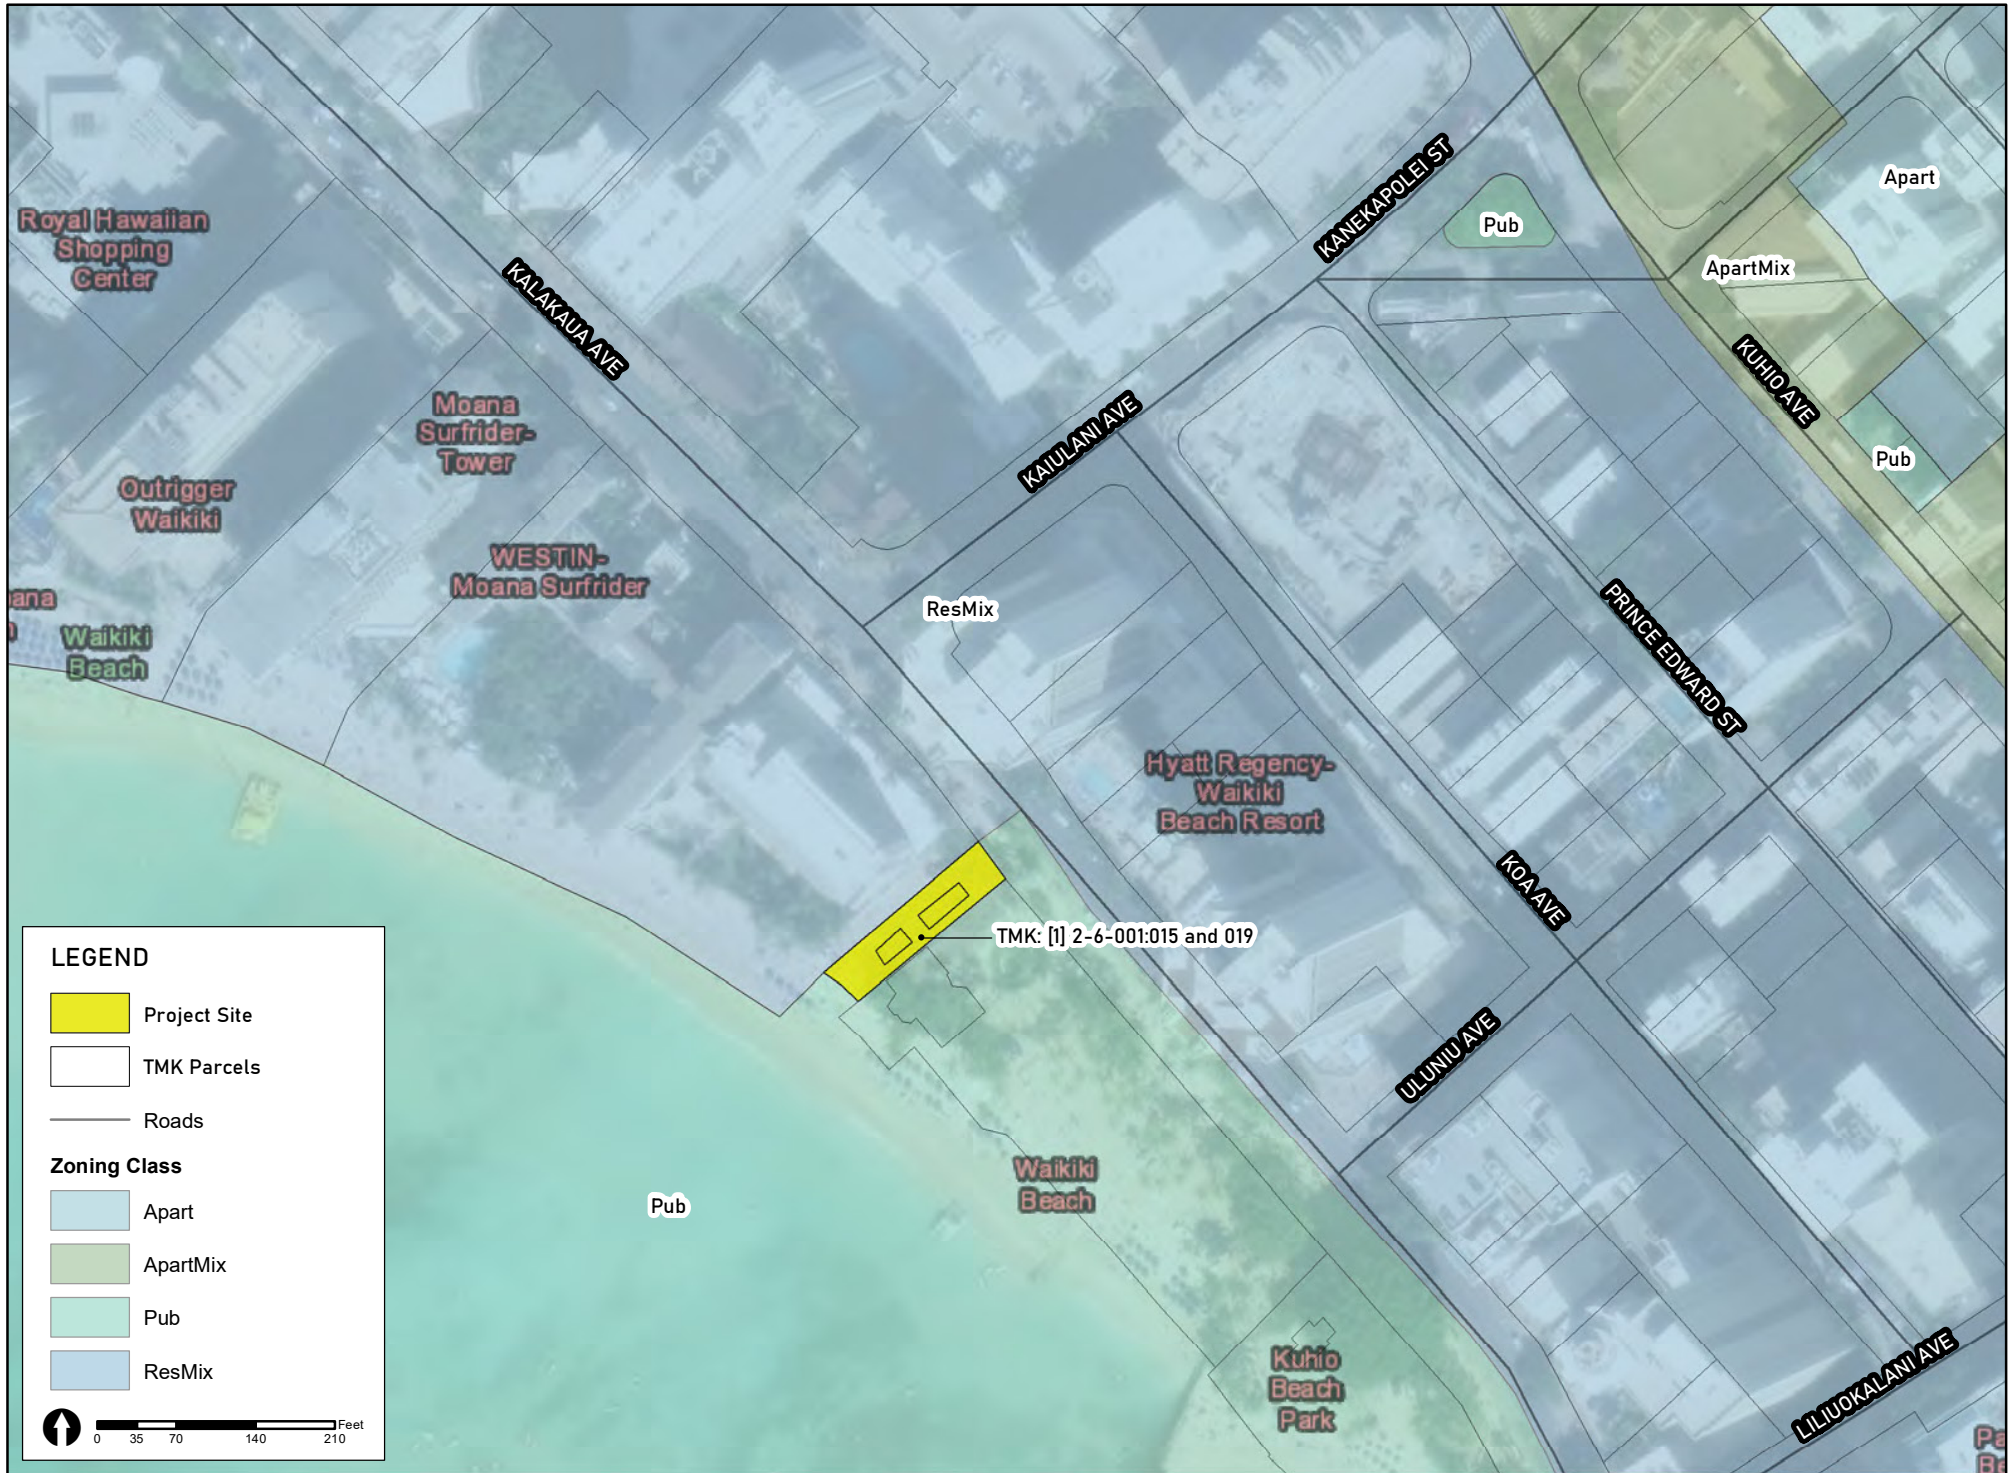 KANEKAPOLEI ST
Apart
Pub
Royal Hawaiian
Shopping
Center
KALAKAUA AVE
ApartMix
KUHIO AVE
Moana
Surfrider-
Tower
KAIULANI AVE
Pub
Outrigger
Waikiki
WESTIN-
Moana Surfrider
ana
ResMix
PRINCE EDWARD ST
Waikiki
Beach
Hyatt Regency-
Waikiki
Beach Resort
KOA AVE
TMK: [1] 2-6-001:015 and 019
ULUNIU AVE
Waikiki
Beach
Pub
Kuhio
Beach
Park
LILIUOKALANI AVE
Pa
Be
LEGEND
Project Site
TMK Parcels
Roads
Zoning Class
Apart
ApartMix
Pub
ResMix
Feet
0 35 70 140 210